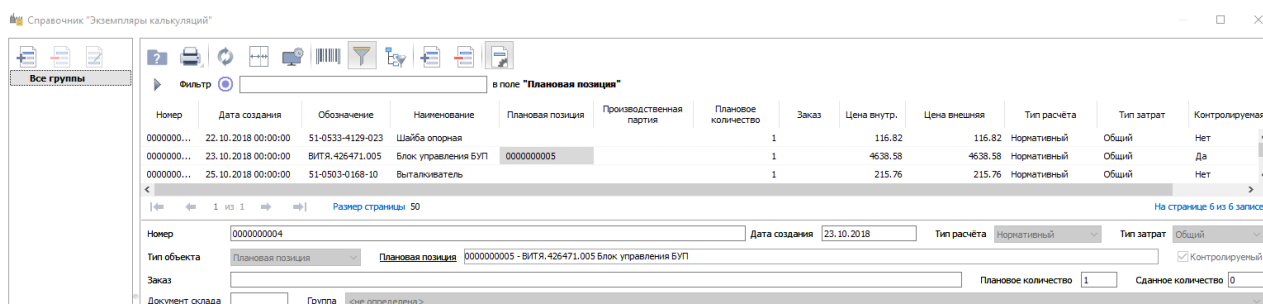 Справочник "Экземпляры калькуляций"
Все группы
Фильтр в поле "Плановая позиция"
Номер Дата создания Обозначение Наименование Плановая позиция Производственная партия Плановое количество Заказ Цена внутр. Цена внешняя Тип расчёта Тип затрат Контролируемая
0000000... 22.10.2018 00:00:00 51-0533-4129-023 Шайба опорная 1 116.82 116.82 Нормативный Общий Нет
0000000... 23.10.2018 00:00:00 ВИТЯ.426471.005 Блок управления БУП 0000000005 1 4638.58 4638.58 Нормативный Общий Да
0000000... 25.10.2018 00:00:00 51-0503-0168-10 Выталкиватель 1 215.76 215.76 Нормативный Общий Нет
1 из 1 Размер страницы 50 На странице 6 из 6 записе
Номер 0000000004 Дата создания 23.10.2018 Тип расчёта Нормативный Тип затрат Общий
Тип объекта Плановая позиция Плановая позиция 0000000005 - ВИТЯ.426471.005 Блок управления БУП Контролируемый
Заказ Плановое количество 1 Сданное количество 0
Документ склада Группа <не определена>